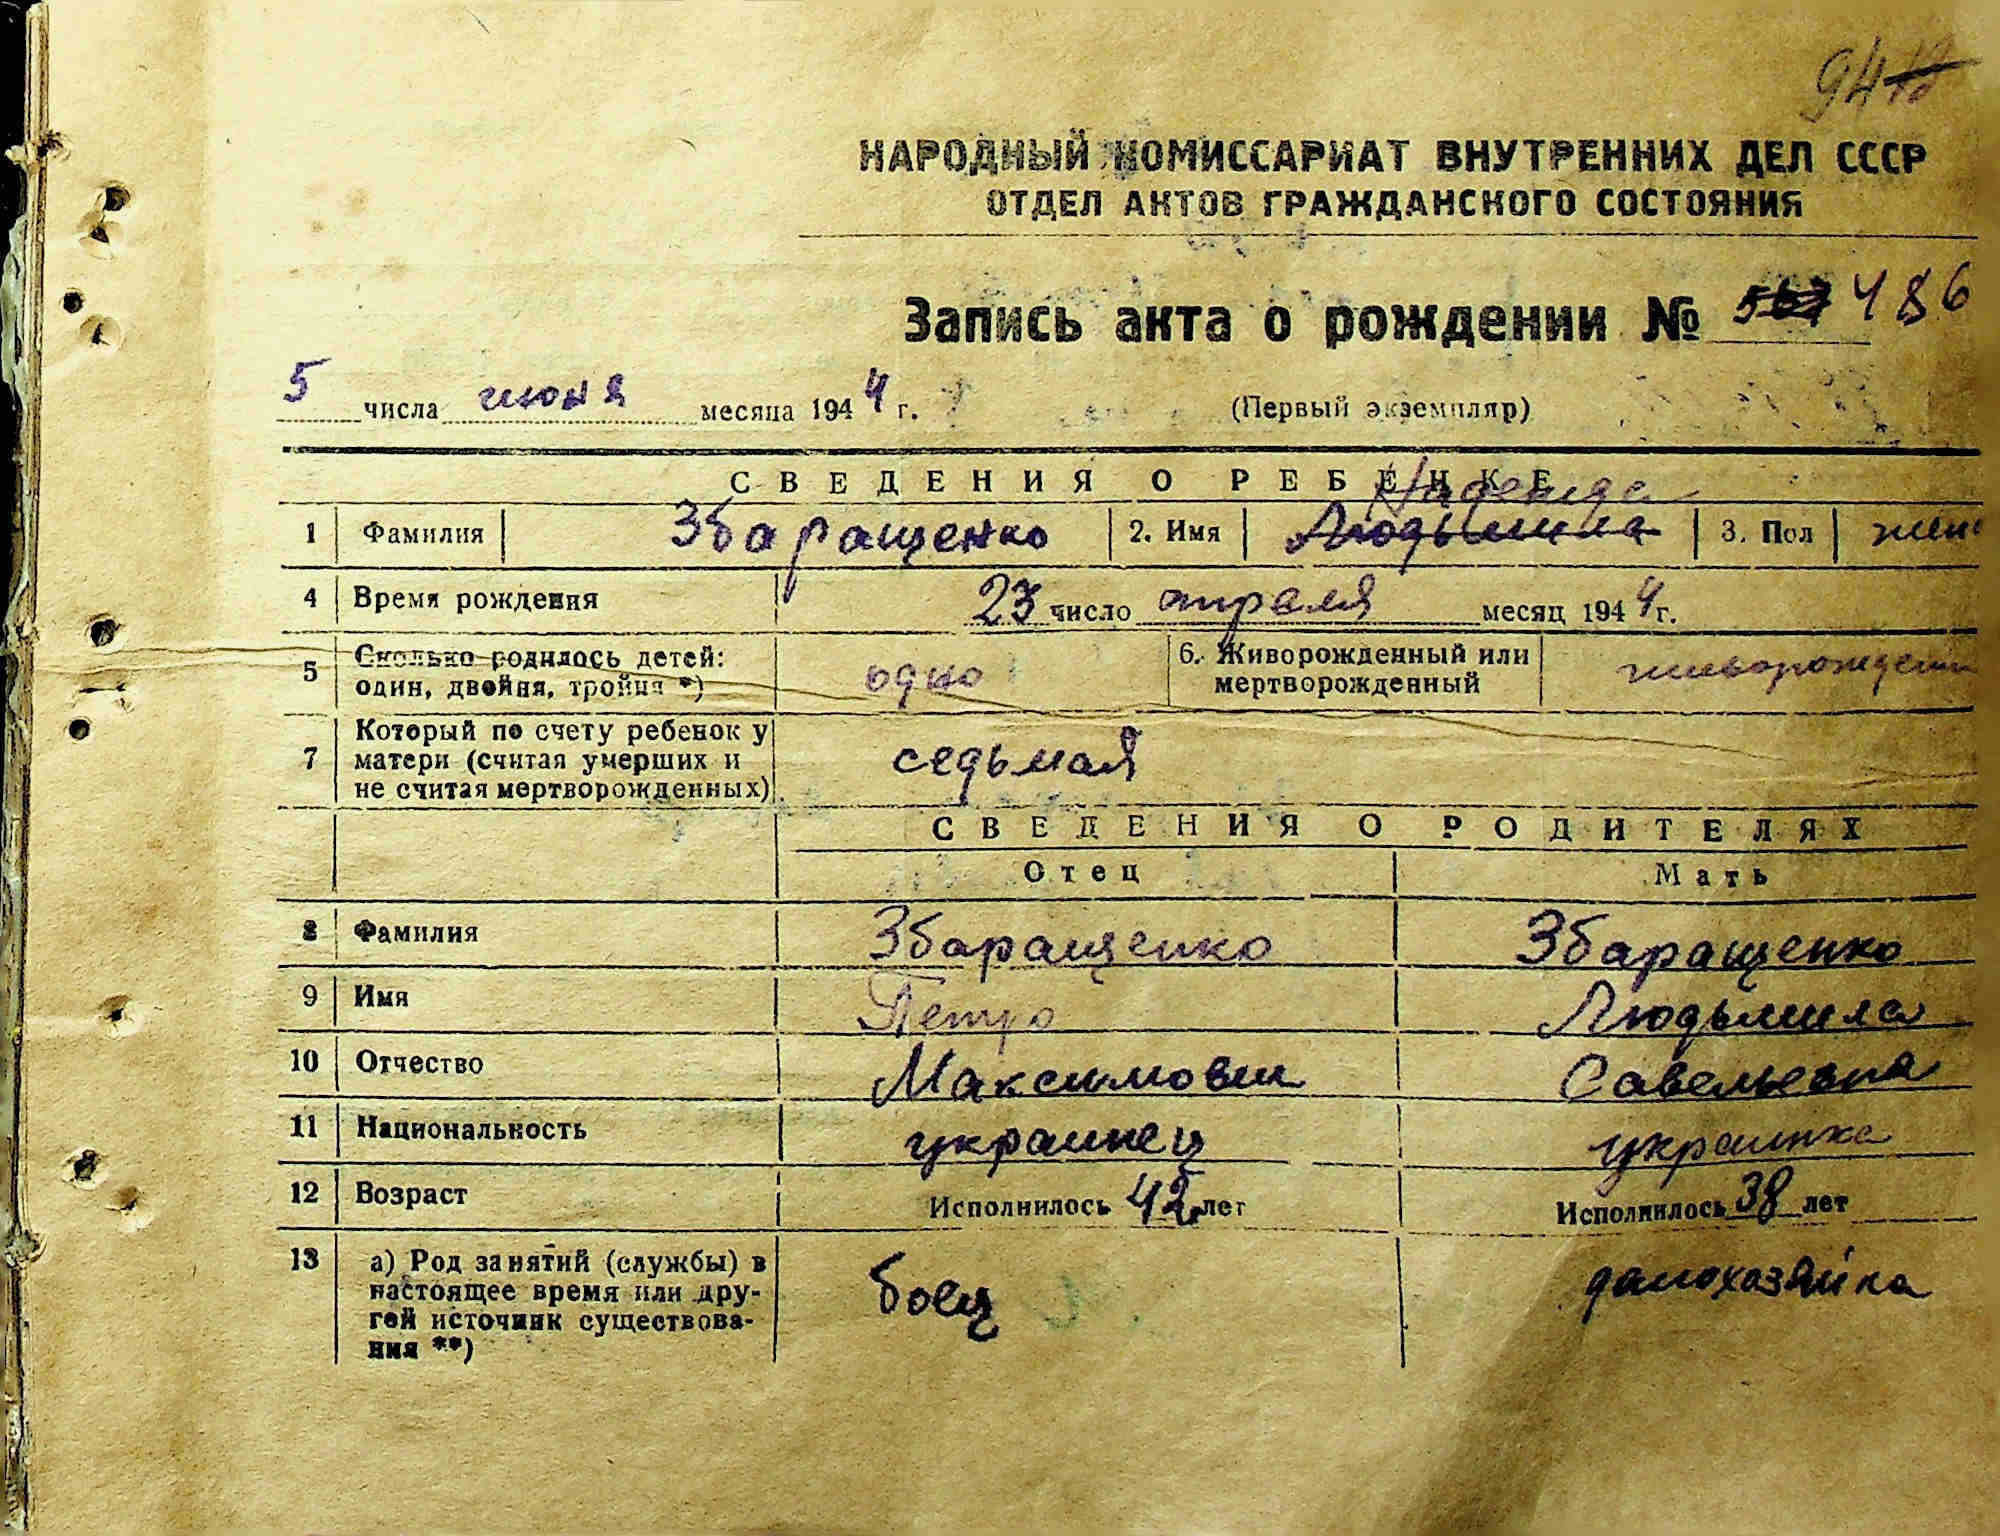 94
НАРОДНЫЙ КОМИССАРИАТ ВНУТРЕННИХ ДЕЛ СССР
ОТДЕЛ АКТОВ ГРАЖДАНСКОГО СОСТОЯНИЯ
Запись акта о рождении № 486
5 числа июня месяца 1944 г. (Первый экземпляр)
СВЕДЕНИЯ О РЕБЕНКЕ
Надежда
1 Фамилия Збаращенко 2. Имя Людьмила 3. Пол жен
4 Время рождения 23 число апреля месяц 1944 г.
5 Сколько родилось детей: один, двойня, тройня *) одно 6. Живорожденный или мертворожденный живорожденный
7 Который по счету ребенок у матери (считая умерших и не считая мертворожденных) седьмая
СВЕДЕНИЯ О РОДИТЕЛЯХ
Отец Мать
8 Фамилия Збаращенко Збаращенко
9 Имя Петро Людьмила
10 Отчество Максимович Савельевна
11 Национальность украинец украинка
12 Возраст Исполнилось 42 лет Исполнилось 38 лет
13 а) Род занятий (службы) в настоящее время или другой источник существования **) боец домохозяйка